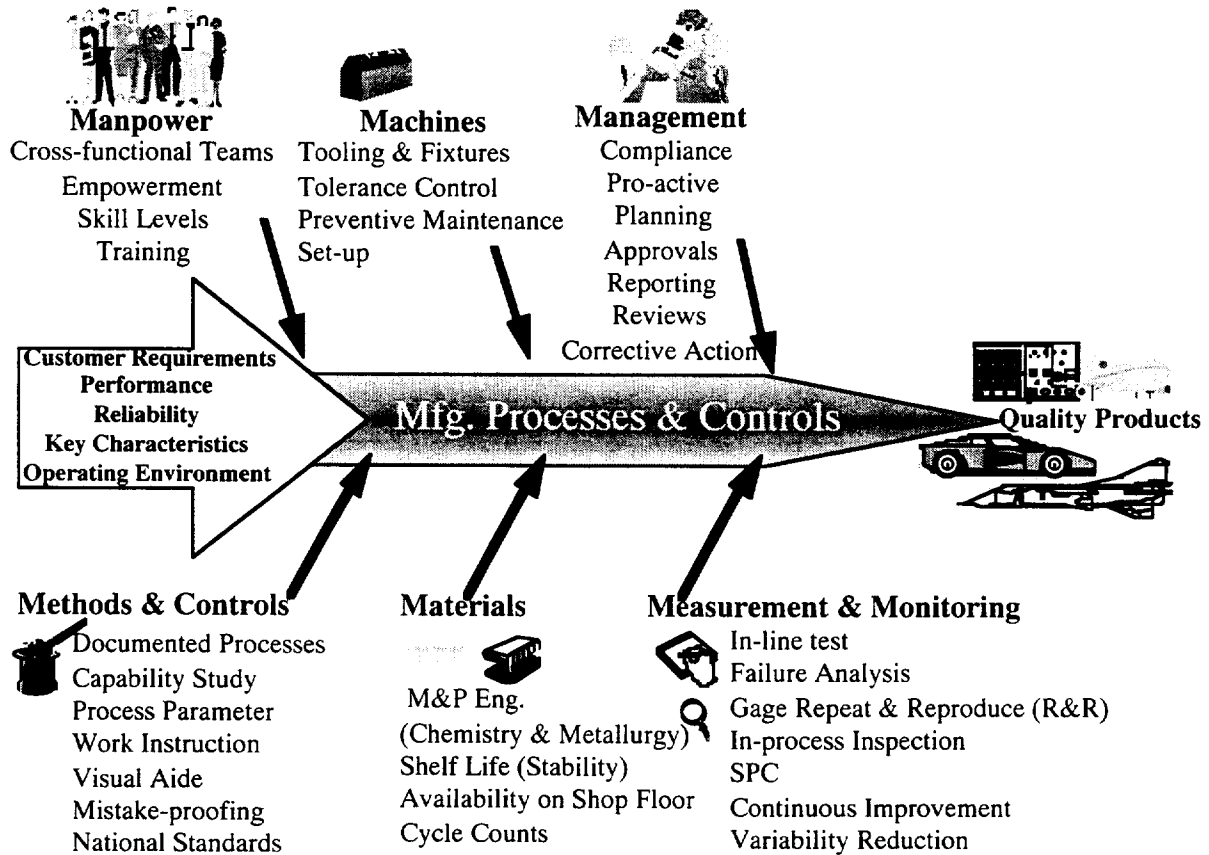 Manpower
Cross-functional Teams
Empowerment
Skill Levels
Training
Machines
Tooling & Fixtures
Tolerance Control
Preventive Maintenance
Set-up
Management
Compliance
Pro-active
Planning
Approvals
Reporting
Reviews
Corrective Action
Customer Requirements
Performance
Reliability
Key Characteristics
Operating Environment
Mfg. Processes & Controls
Quality Products
Methods & Controls
Documented Processes
Capability Study
Process Parameter
Work Instruction
Visual Aide
Mistake-proofing
National Standards
Materials
M&P Eng.
(Chemistry & Metallurgy)
Shelf Life (Stability)
Availability on Shop Floor
Cycle Counts
Measurement & Monitoring
In-line test
Failure Analysis
Gage Repeat & Reproduce (R&R)
In-process Inspection
SPC
Continuous Improvement
Variability Reduction